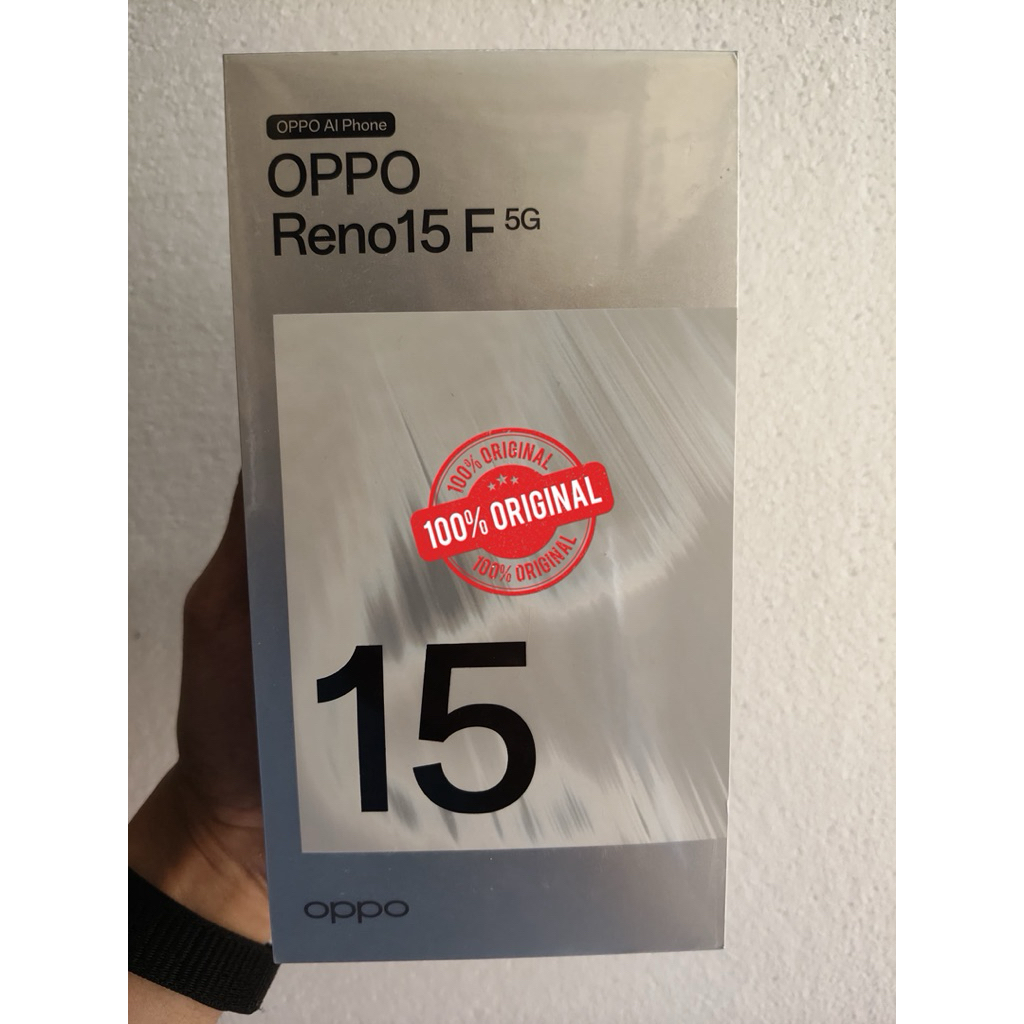 OPPO AI Phone
OPPO
Reno15 F 5G
100% ORIGINAL
100% ORIGINAL
100% ORIGINAL
15
oppo